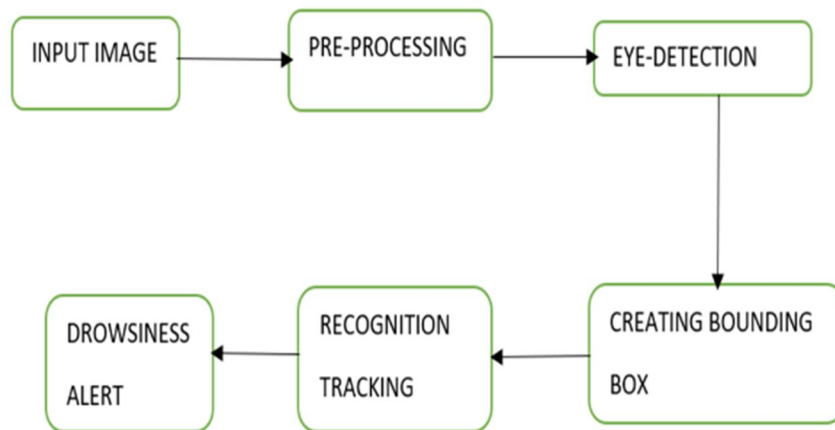 INPUT IMAGE
PRE-PROCESSING
EYE-DETECTION
CREATING BOUNDING
BOX
RECOGNITION
TRACKING
DROWSINESS
ALERT